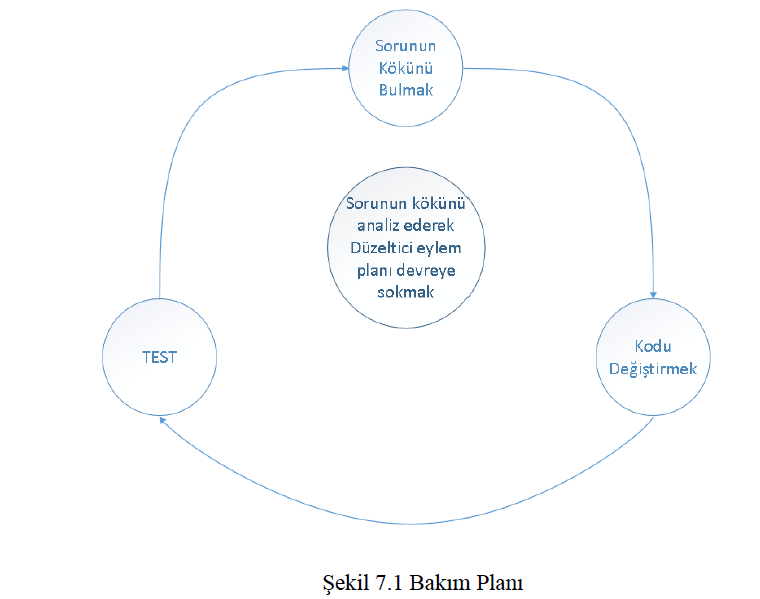 Sorunun
Kökünü
Bulmak
Sorunun kökünü
analiz ederek
Düzeltici eylem
planı devreye
sokmak
TEST
Kodu
Değiştirmek
Şekil 7.1 Bakım Planı